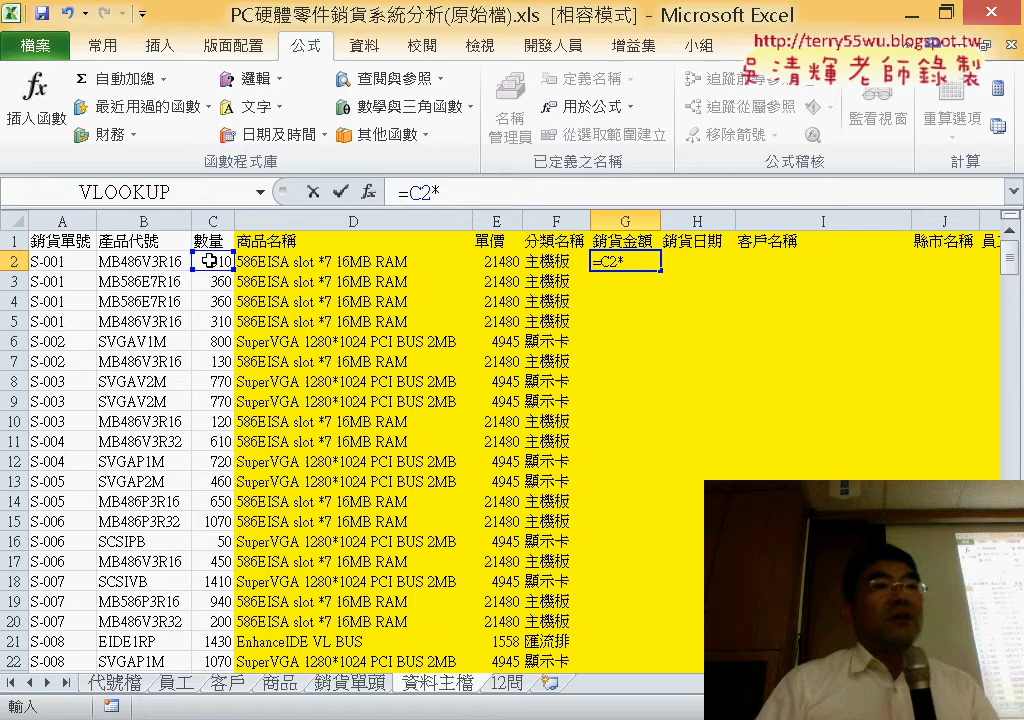 PC硬體零件銷貨系統分析(原始檔).xls [相容模式] - Microsoft Excel
檔案 常用 插入 版面配置 公式 資料 校閱 檢視 開發人員 增益集 小組
http://terry55wu.blogspot.tw
吳清輝老師錄製
fx Σ 自動加總 邏輯 查閱與參照 定義名稱
插入函數 最近用過的函數 文字 數學與三角函數 用於公式 追蹤從屬參照 監看視窗 重算選項
財務 日期及時間 其他函數 名稱管理員 從選取範圍建立 移除箭號
函數程式庫 已定義之名稱 公式稽核 計算
VLOOKUP fx =C2*
A B C D E F G H I J
1 銷貨單號 產品代號 數量 商品名稱 單價 分類名稱 銷貨金額 銷貨日期 客戶名稱 縣市名稱
2 S-001 MB486V3R16 10 586EISA slot *7 16MB RAM 21480 主機板 =C2*
3 S-001 MB586E7R16 360 586EISA slot *7 16MB RAM 21480 主機板
4 S-001 MB586E7R16 360 586EISA slot *7 16MB RAM 21480 主機板
5 S-001 MB486V3R16 310 586EISA slot *7 16MB RAM 21480 主機板
6 S-002 SVGAV1M 800 SuperVGA 1280*1024 PCI BUS 2MB 4945 顯示卡
7 S-002 MB486V3R16 130 586EISA slot *7 16MB RAM 21480 主機板
8 S-003 SVGAV2M 770 SuperVGA 1280*1024 PCI BUS 2MB 4945 顯示卡
9 S-003 SVGAV2M 770 SuperVGA 1280*1024 PCI BUS 2MB 4945 顯示卡
10 S-003 MB486V3R16 120 586EISA slot *7 16MB RAM 21480 主機板
11 S-004 MB486V3R32 610 586EISA slot *7 16MB RAM 21480 主機板
12 S-004 SVGAP1M 720 SuperVGA 1280*1024 PCI BUS 2MB 4945 顯示卡
13 S-005 SVGAP2M 460 SuperVGA 1280*1024 PCI BUS 2MB 4945 顯示卡
14 S-005 MB486P3R16 650 586EISA slot *7 16MB RAM 21480 主機板
15 S-006 MB486P3R32 1070 586EISA slot *7 16MB RAM 21480 主機板
16 S-006 SCSIPB 50 SuperVGA 1280*1024 PCI BUS 2MB 4945 顯示卡
17 S-006 MB486V3R16 450 586EISA slot *7 16MB RAM 21480 主機板
18 S-007 SCSIVB 1410 SuperVGA 1280*1024 PCI BUS 2MB 4945 顯示卡
19 S-007 MB586P3R16 940 586EISA slot *7 16MB RAM 21480 主機板
20 S-007 MB486V3R32 200 586EISA slot *7 16MB RAM 21480 主機板
21 S-008 EIDE1RP 1430 EnhanceIDE VL BUS 1558 匯流排
22 S-008 SVGAP1M 1070 SuperVGA 1280*1024 PCI BUS 2MB 4945 顯示卡
代號檔 員工 客戶 商品 銷貨單頭 資料主檔 12問
輸入